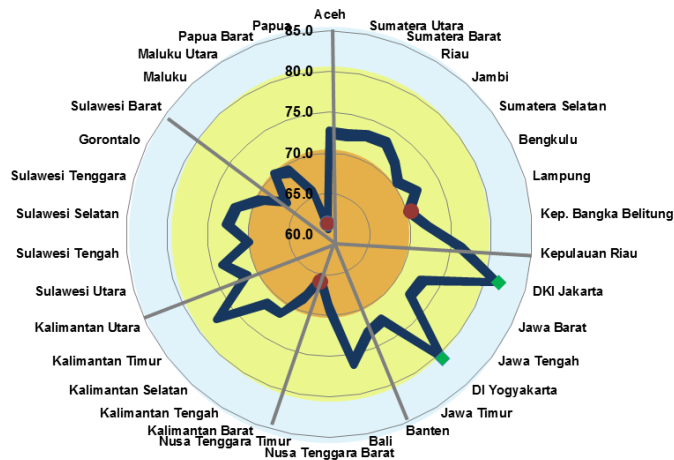 Aceh
Sumatera Utara
Sumatera Barat
Riau
Jambi
Sumatera Selatan
Bengkulu
Lampung
Kep. Bangka Belitung
Kepulauan Riau
DKI Jakarta
Jawa Barat
Jawa Tengah
DI Yogyakarta
Jawa Timur
Banten
Bali
Nusa Tenggara Barat
Nusa Tenggara Timur
Kalimantan Barat
Kalimantan Tengah
Kalimantan Selatan
Kalimantan Timur
Kalimantan Utara
Sulawesi Utara
Sulawesi Tengah
Sulawesi Selatan
Sulawesi Tenggara
Gorontalo
Sulawesi Barat
Maluku
Maluku Utara
Papua Barat
Papua
85.0
80.0
75.0
70.0
65.0
60.0